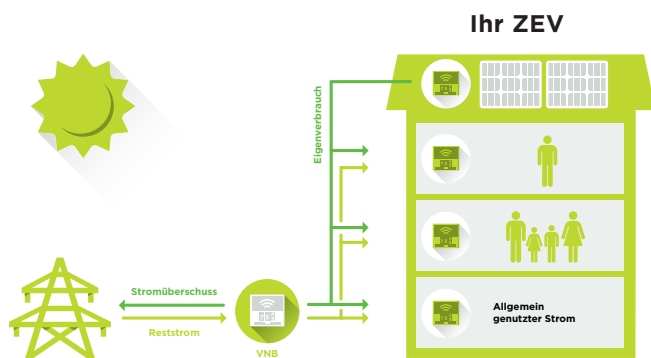 Ihr ZEV
Eigenverbrauch
Stromüberschuss
Reststrom
VNB
Allgemein
genutzter Strom